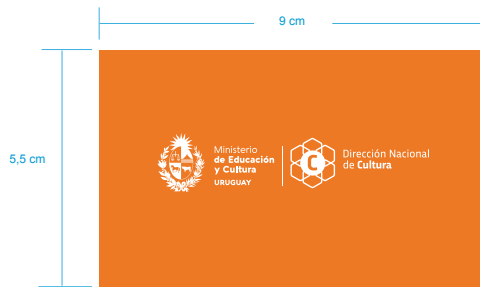 9 cm
5,5 cm
Ministerio
de Educación
y Cultura
URUGUAY
C
Dirección Nacional
de Cultura